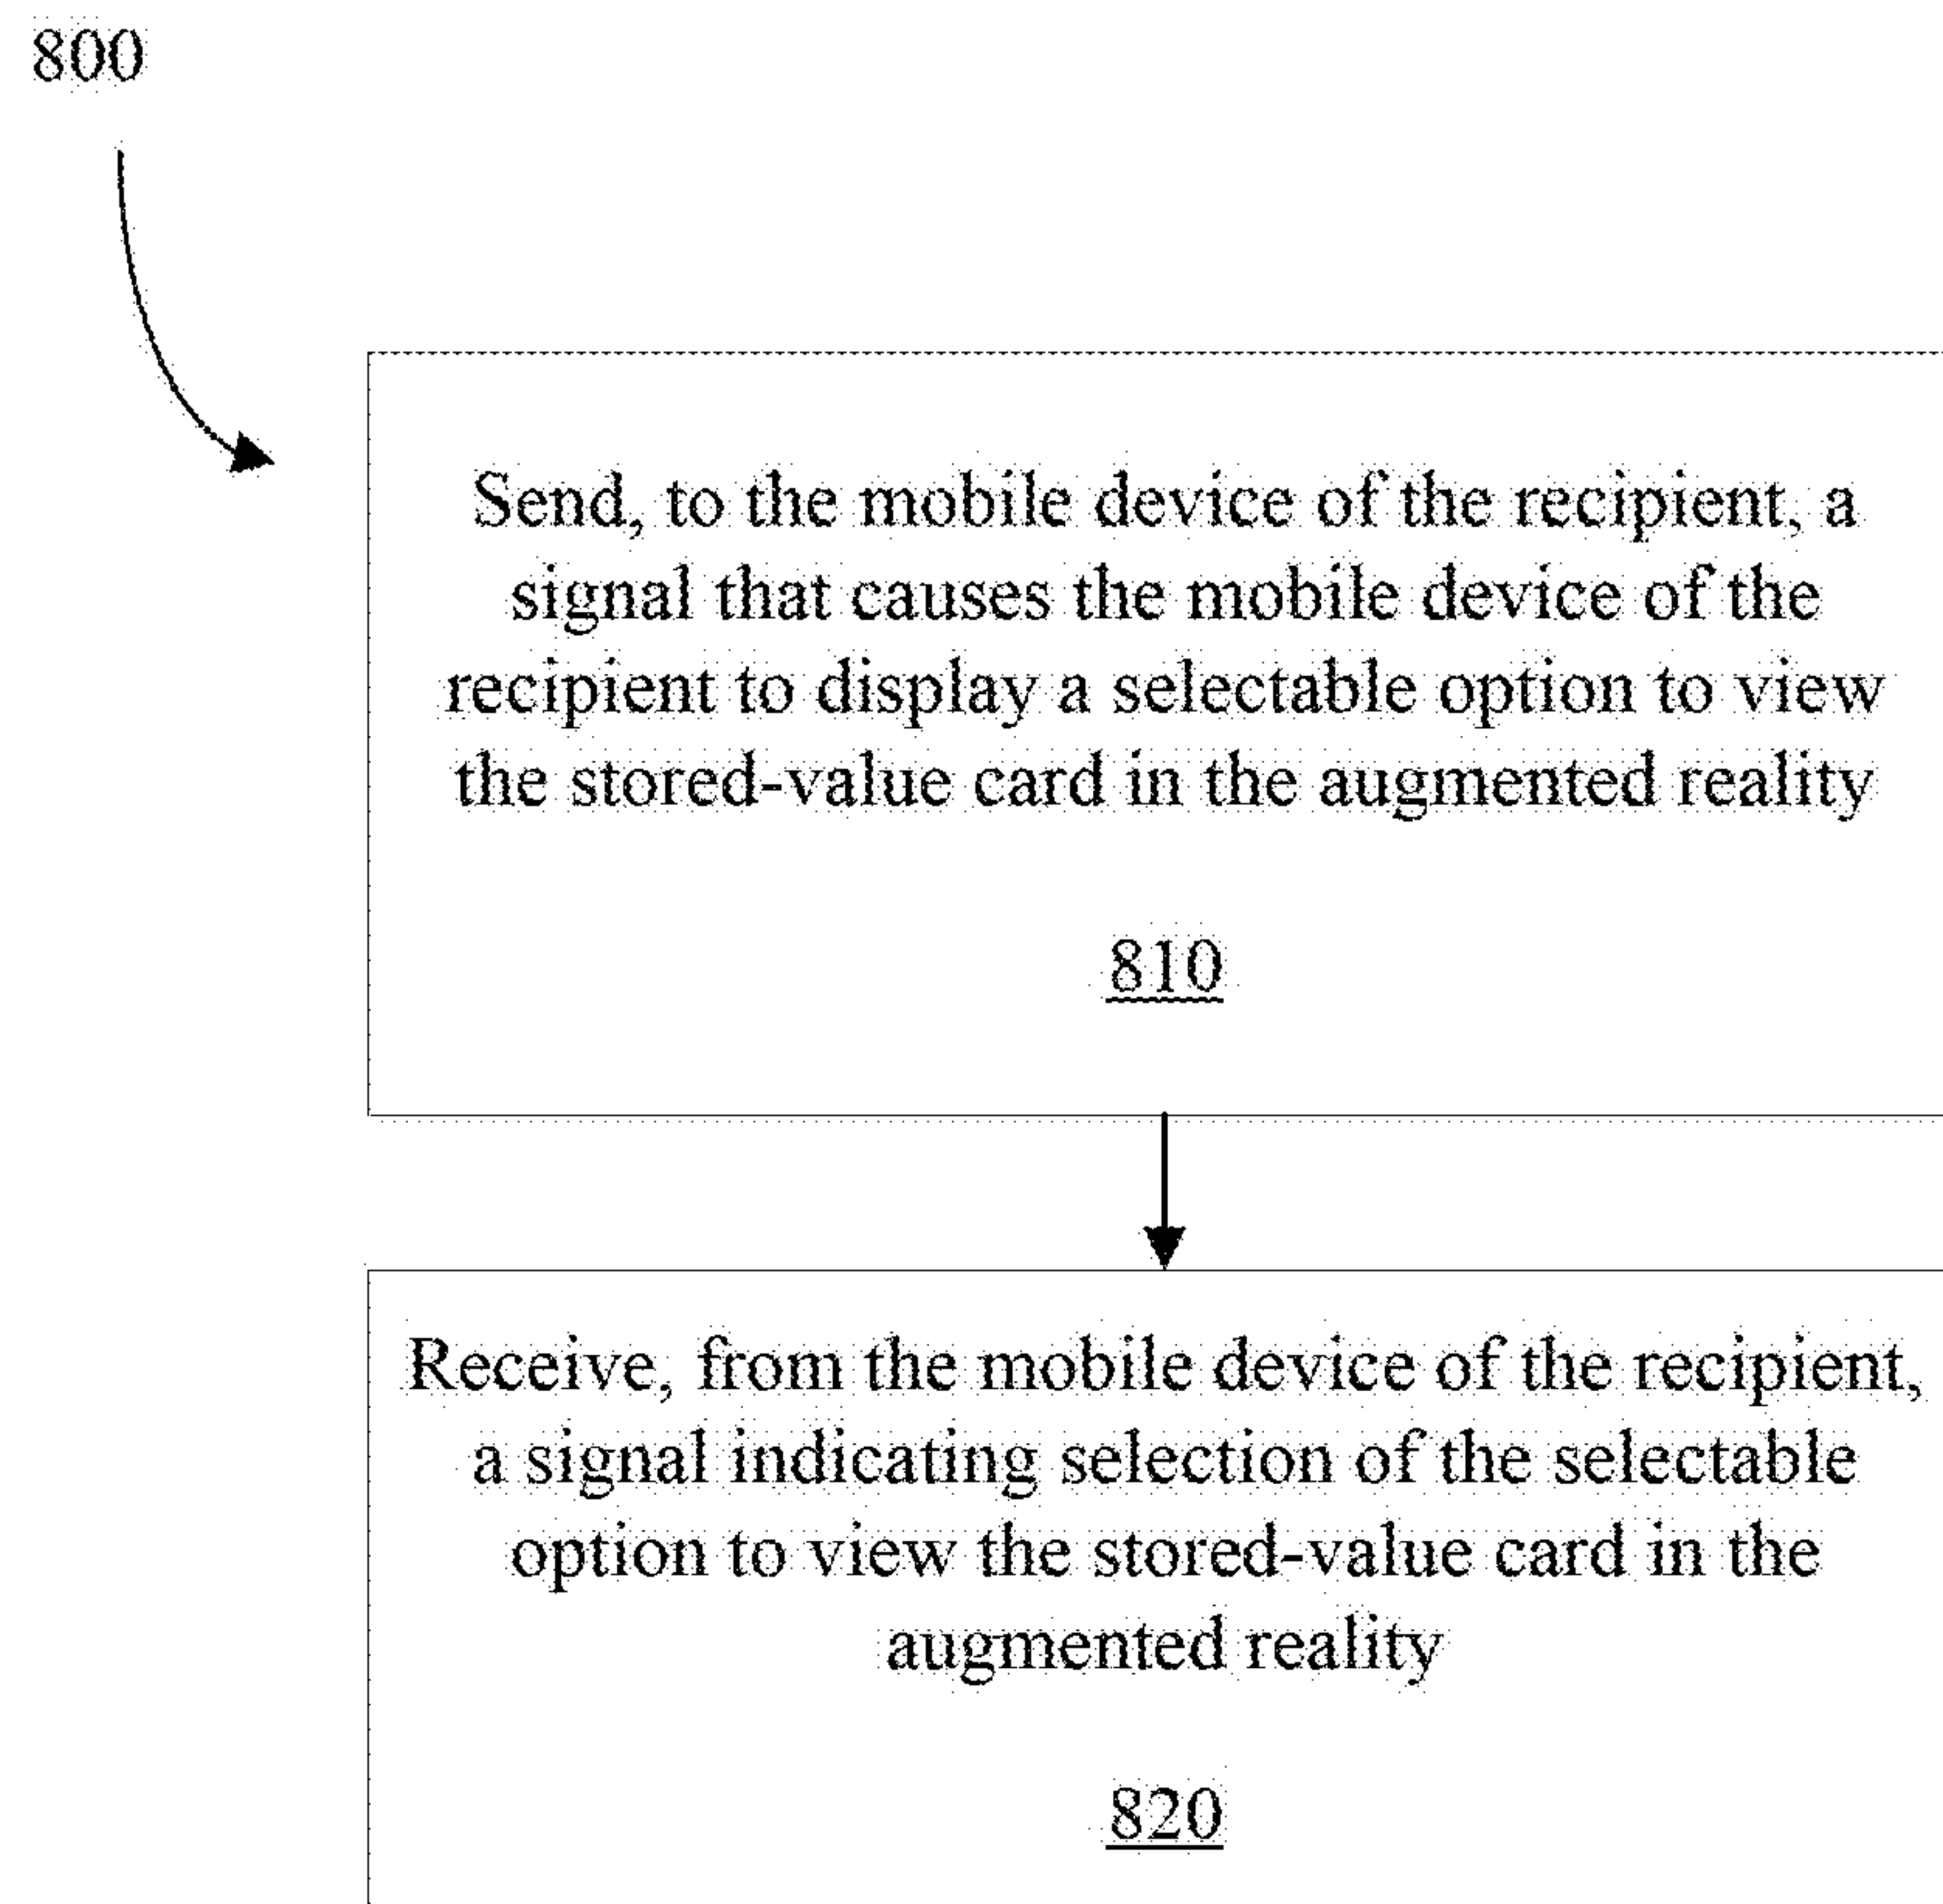 800
Send, to the mobile device of the recipient, a
signal that causes the mobile device of the
recipient to display a selectable option to view
the stored-value card in the augmented reality
810
Receive, from the mobile device of the recipient,
a signal indicating selection of the selectable
option to view the stored-value card in the
augmented reality
820